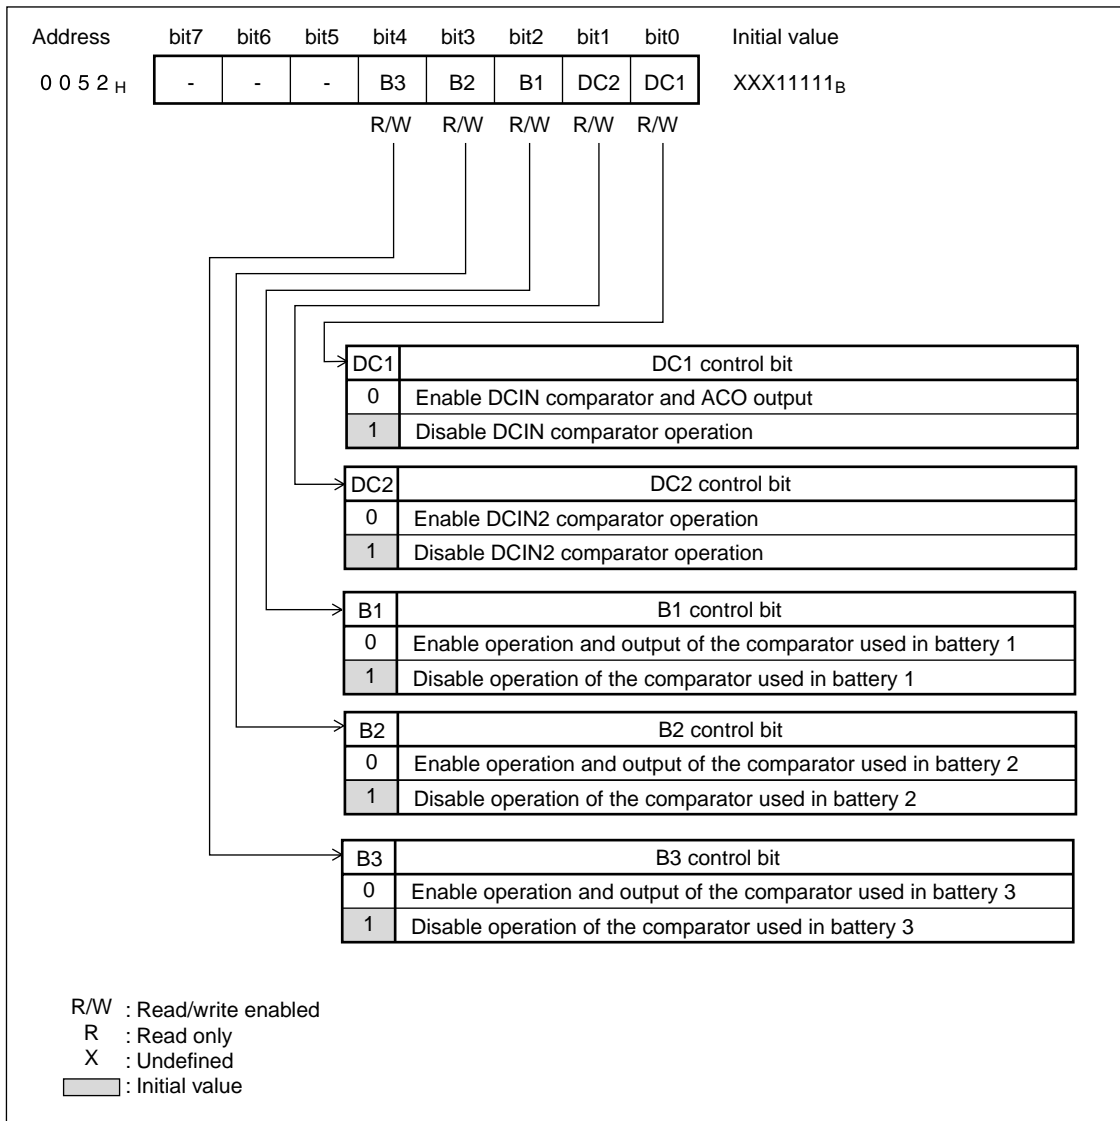 Address bit7 bit6 bit5 bit4 bit3 bit2 bit1 bit0 Initial value
0 0 5 2 H - - - B3 B2 B1 DC2 DC1 XXX11111B
R/W R/W R/W R/W R/W
DC1 DC1 control bit
0 Enable DCIN comparator and ACO output
1 Disable DCIN comparator operation
DC2 DC2 control bit
0 Enable DCIN2 comparator operation
1 Disable DCIN2 comparator operation
B1 B1 control bit
0 Enable operation and output of the comparator used in battery 1
1 Disable operation of the comparator used in battery 1
B2 B2 control bit
0 Enable operation and output of the comparator used in battery 2
1 Disable operation of the comparator used in battery 2
B3 B3 control bit
0 Enable operation and output of the comparator used in battery 3
1 Disable operation of the comparator used in battery 3
R/W : Read/write enabled
R : Read only
X : Undefined
: Initial value